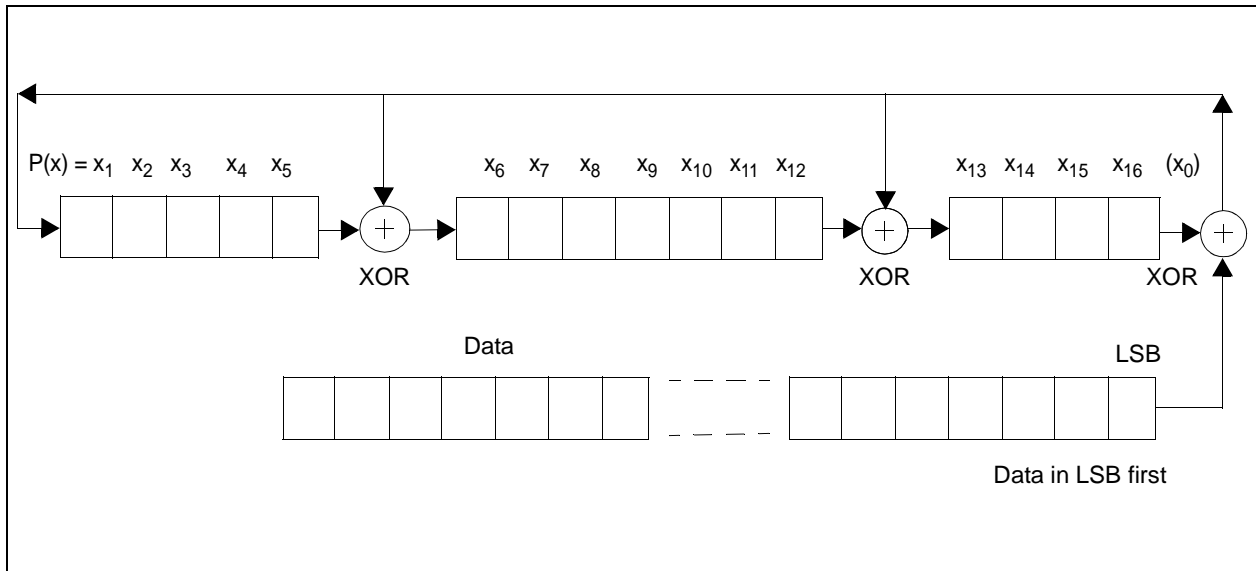 P(x) = x₁ x₂ x₃ x₄ x₅ x₆ x₇ x₈ x₉ x₁₀ x₁₁ x₁₂ x₁₃ x₁₄ x₁₅ x₁₆ (x₀)
+ + + 
XOR XOR XOR
Data LSB
Data in LSB first